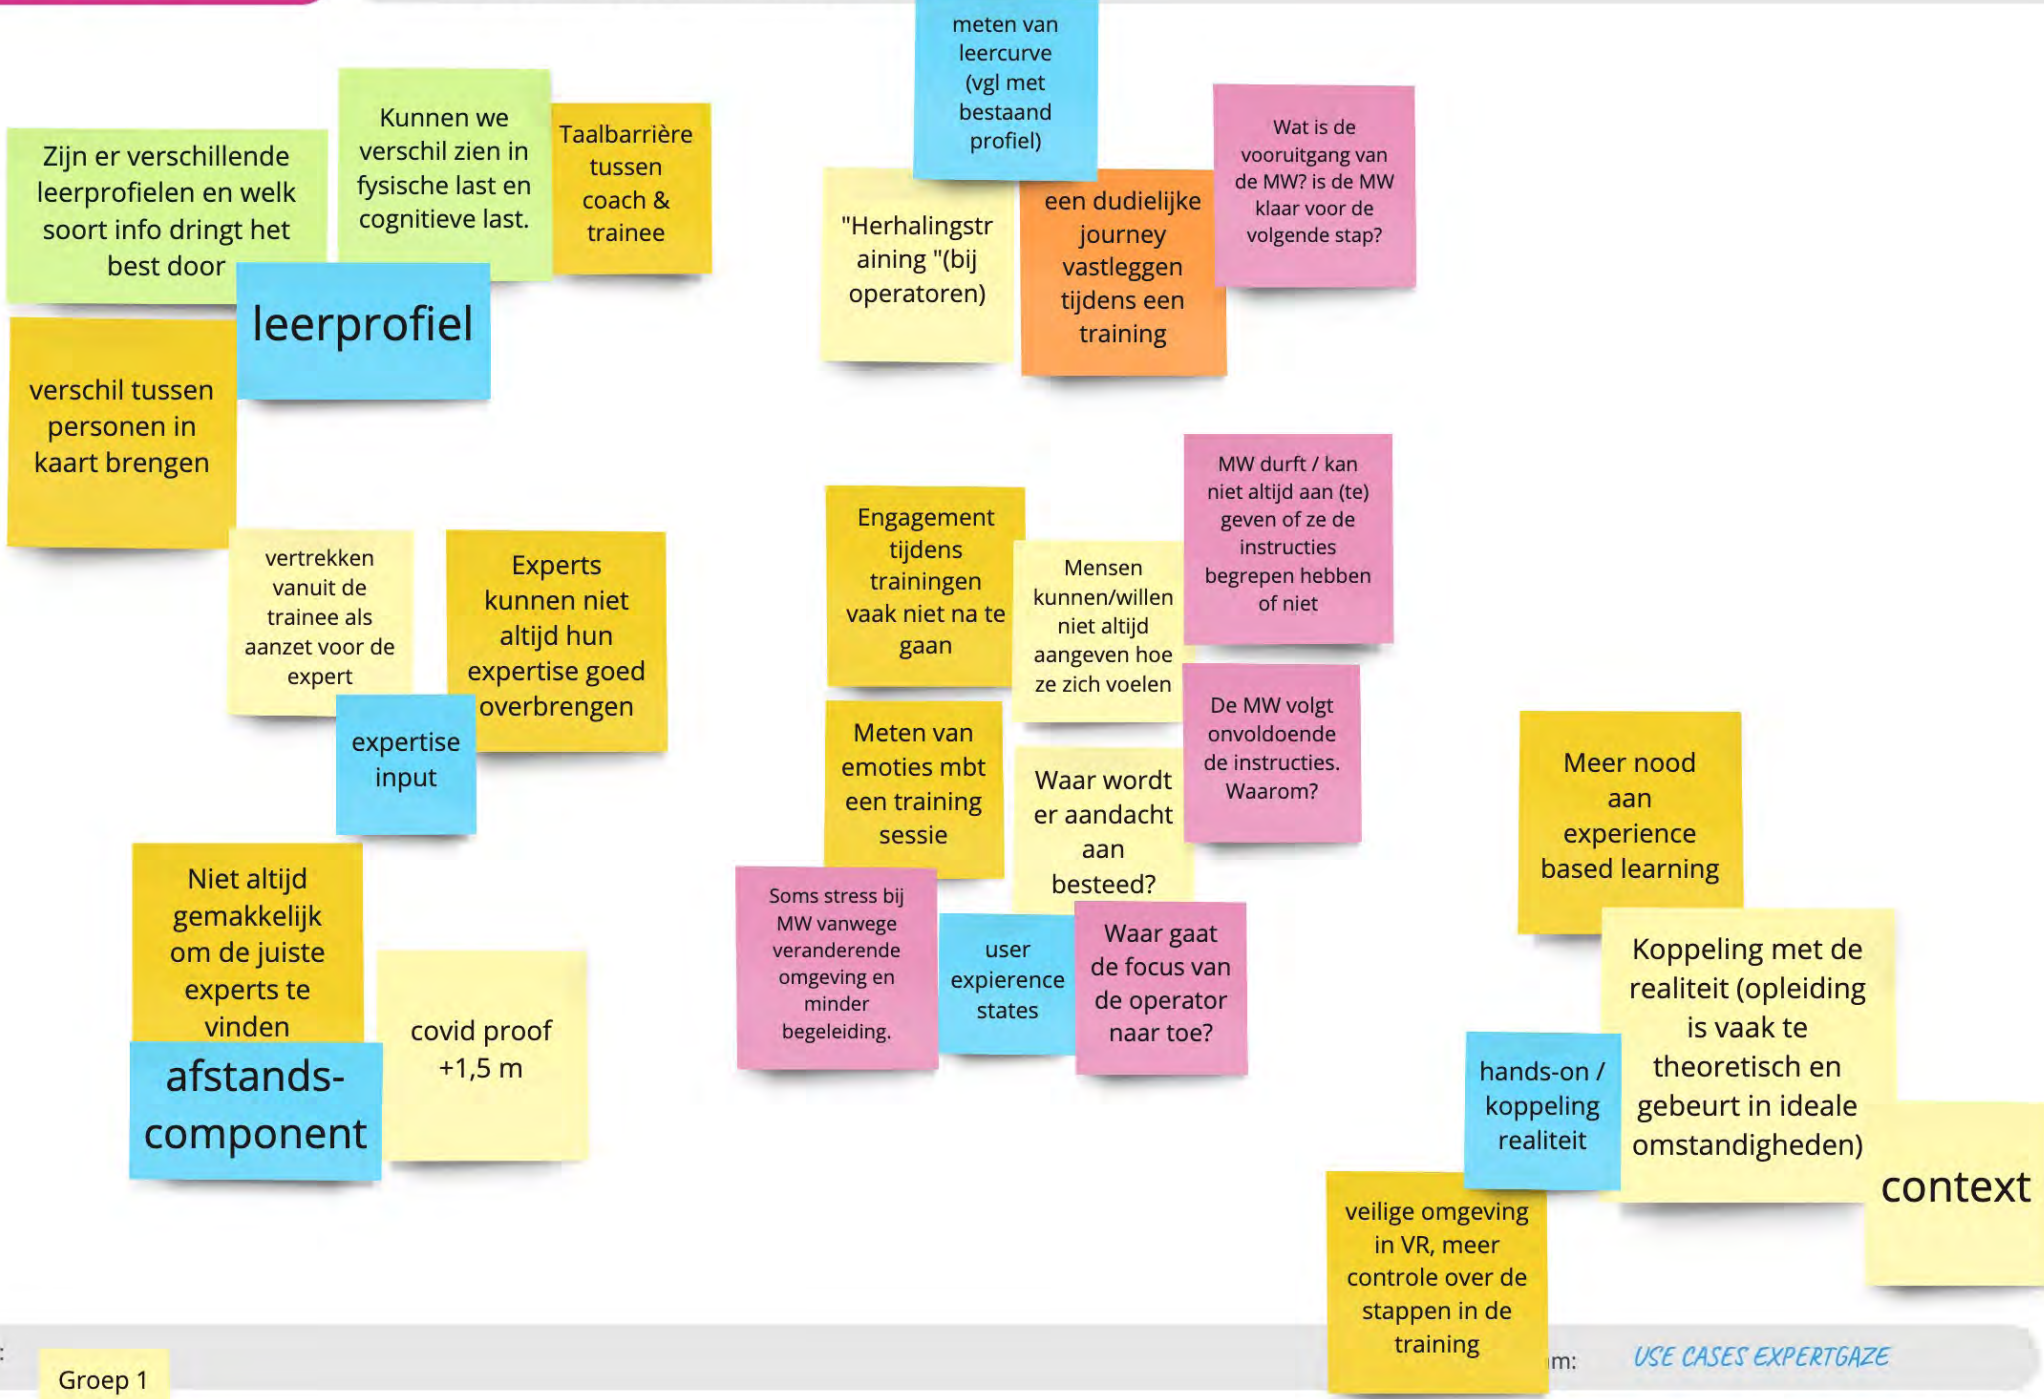 Zijn er verschillende
leerprofielen en welk
soort info dringt het
best door
Kunnen we
verschil zien in
fysische last en
cognitieve last.
Taalbarrière
tussen
coach &
trainee
leerprofiel
verschil tussen
personen in
kaart brengen
meten van
leercurve
(vgl met
bestaand
profiel)
"Herhalingstr
aining "(bij
operatoren)
een dudielijke
journey
vastleggen
tijdens een
training
Wat is de
vooruitgang van
de MW? is de MW
klaar voor de
volgende stap?
vertrekken
vanuit de
trainee als
aanzet voor de
expert
Experts
kunnen niet
altijd hun
expertise goed
overbrengen
expertise
input
Niet altijd
gemakkelijk
om de juiste
experts te
vinden
afstands-
component
covid proof
+1,5 m
Engagement
tijdens
trainingen
vaak niet na te
gaan
Mensen
kunnen/willen
niet altijd
aangeven hoe
ze zich voelen
MW durft / kan
niet altijd aan (te)
geven of ze de
instructies
begrepen hebben
of niet
Meten van
emoties mbt
een training
sessie
Waar wordt
er aandacht
aan
besteed?
De MW volgt
onvoldoende
de instructies.
Waarom?
Soms stress bij
MW vanwege
veranderende
omgeving en
minder
begeleiding.
user
expierence
states
Waar gaat
de focus van
de operator
naar toe?
Meer nood
aan
experience
based learning
Koppeling met de
realiteit (opleiding
is vaak te
theoretisch en
gebeurt in ideale
omstandigheden)
hands-on /
koppeling
realiteit
context
veilige omgeving
in VR, meer
controle over de
stappen in de
training
Groep 1
m:
USE CASES EXPERTGAZE